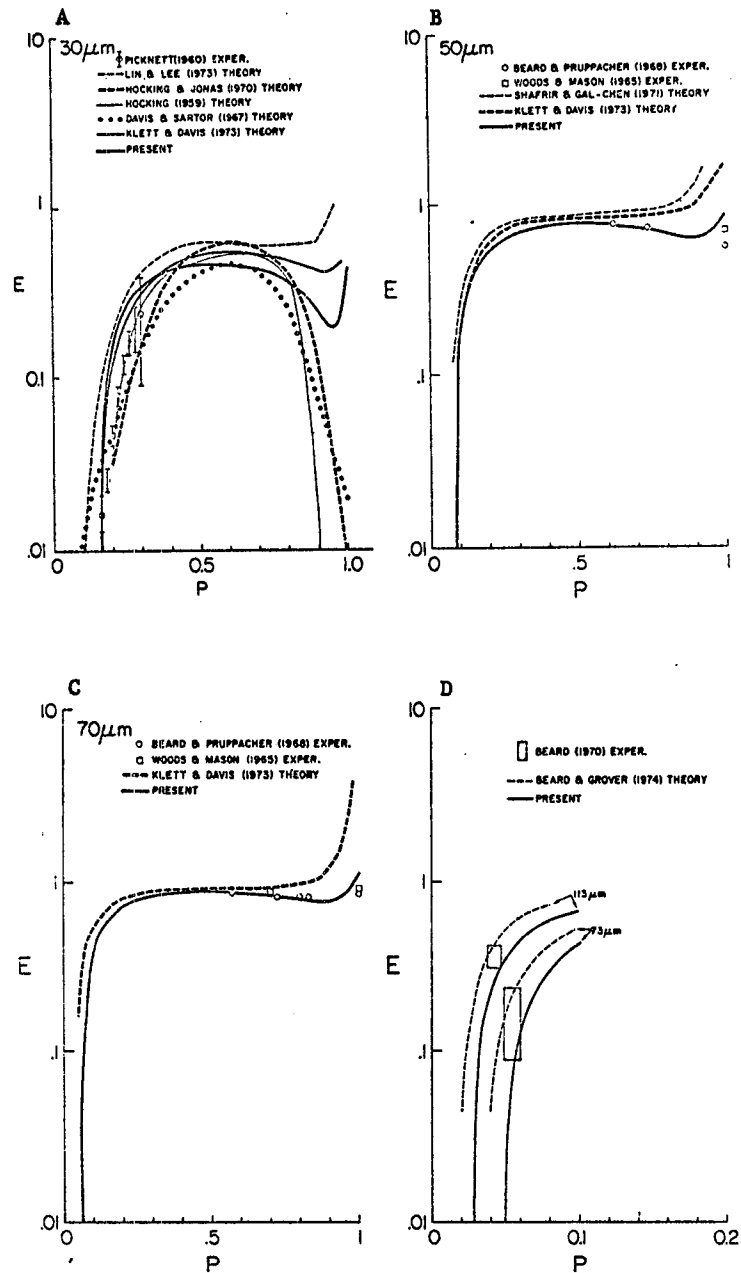 A
10
30μm
PICKNETT(1960) EXPER.
LIN & LEE (1973) THEORY
HOCKING & JONAS (1970) THEORY
HOCKING (1959) THEORY
DAVIS & SARTOR (1967) THEORY
KLETT & DAVIS (1973) THEORY
PRESENT
1
E
0.1
.01
0
0.5
1.0
P
B
10
50μm
BEARD & PRUPPACHER (1968) EXPER.
WOODS & MASON (1965) EXPER.
SHAFRIR & GAL-CHEN (1971) THEORY
KLETT & DAVIS (1973) THEORY
PRESENT
1
E
.1
.01
0
.5
1
P
C
10
70μm
BEARD & PRUPPACHER (1968) EXPER.
WOODS & MASON (1965) EXPER.
KLETT & DAVIS (1973) THEORY
PRESENT
1
E
.1
.01
0
.5
1
P
D
10
BEARD (1970) EXPER.
BEARD & GROVER (1974) THEORY
PRESENT
1
113μm
73μm
E
.1
.01
0
0.1
0.2
P